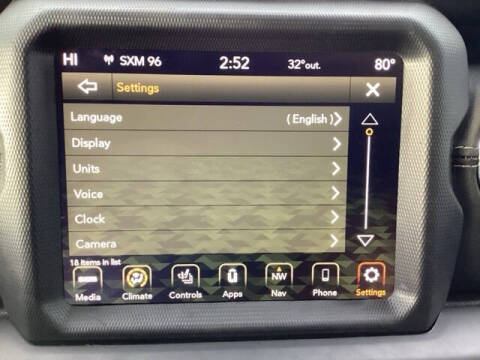 HI SXM 96 2:52 32°out. 80°
Settings X
Language (English)
Display
Units
Voice
Clock
Camera
18 items in list
Media Climate Controls Apps NW Nav Phone Settings